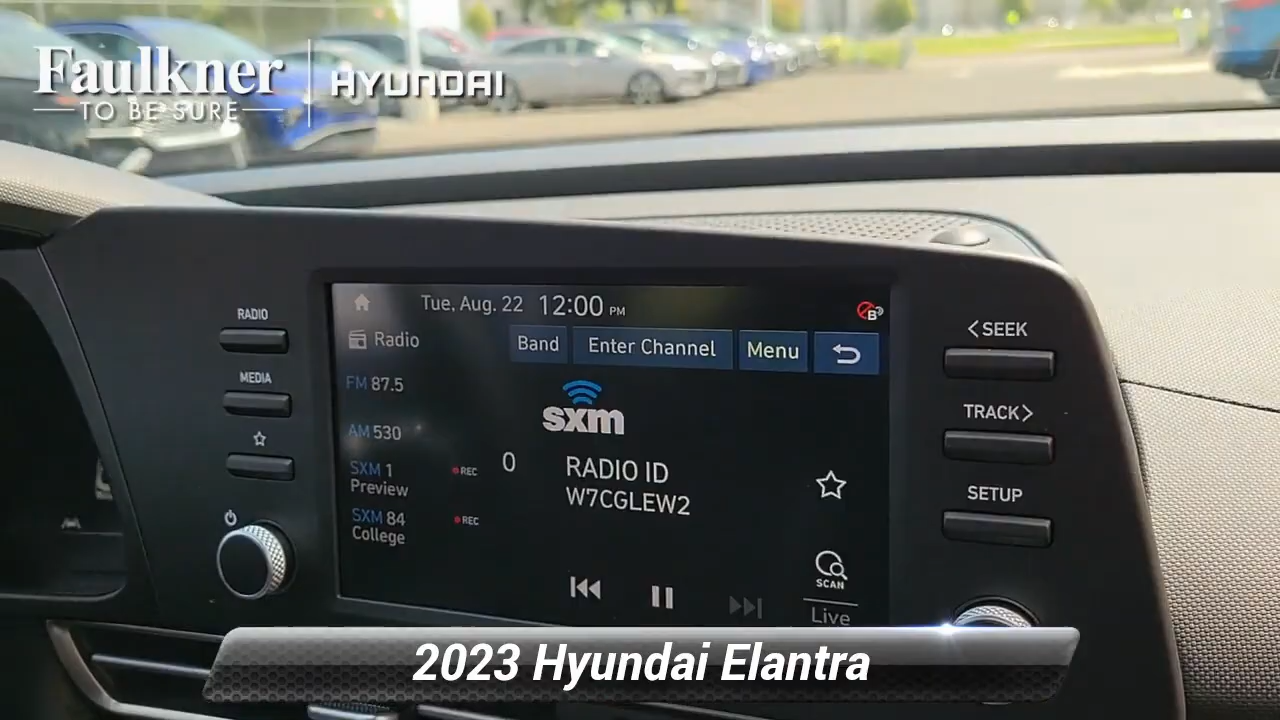 Faulkner
TO BE SURE
HYUNDAI
RADIO
MEDIA
Tue, Aug. 22 12:00 PM
B
Radio
Band
Enter Channel
Menu
FM 87.5
AM 530
SXM 1
Preview
REC
SXM 84
College
REC
sxm
0
RADIO ID
W7CGLEW2
SCAN
Live
<SEEK
TRACK>
SETUP
2023 Hyundai Elantra